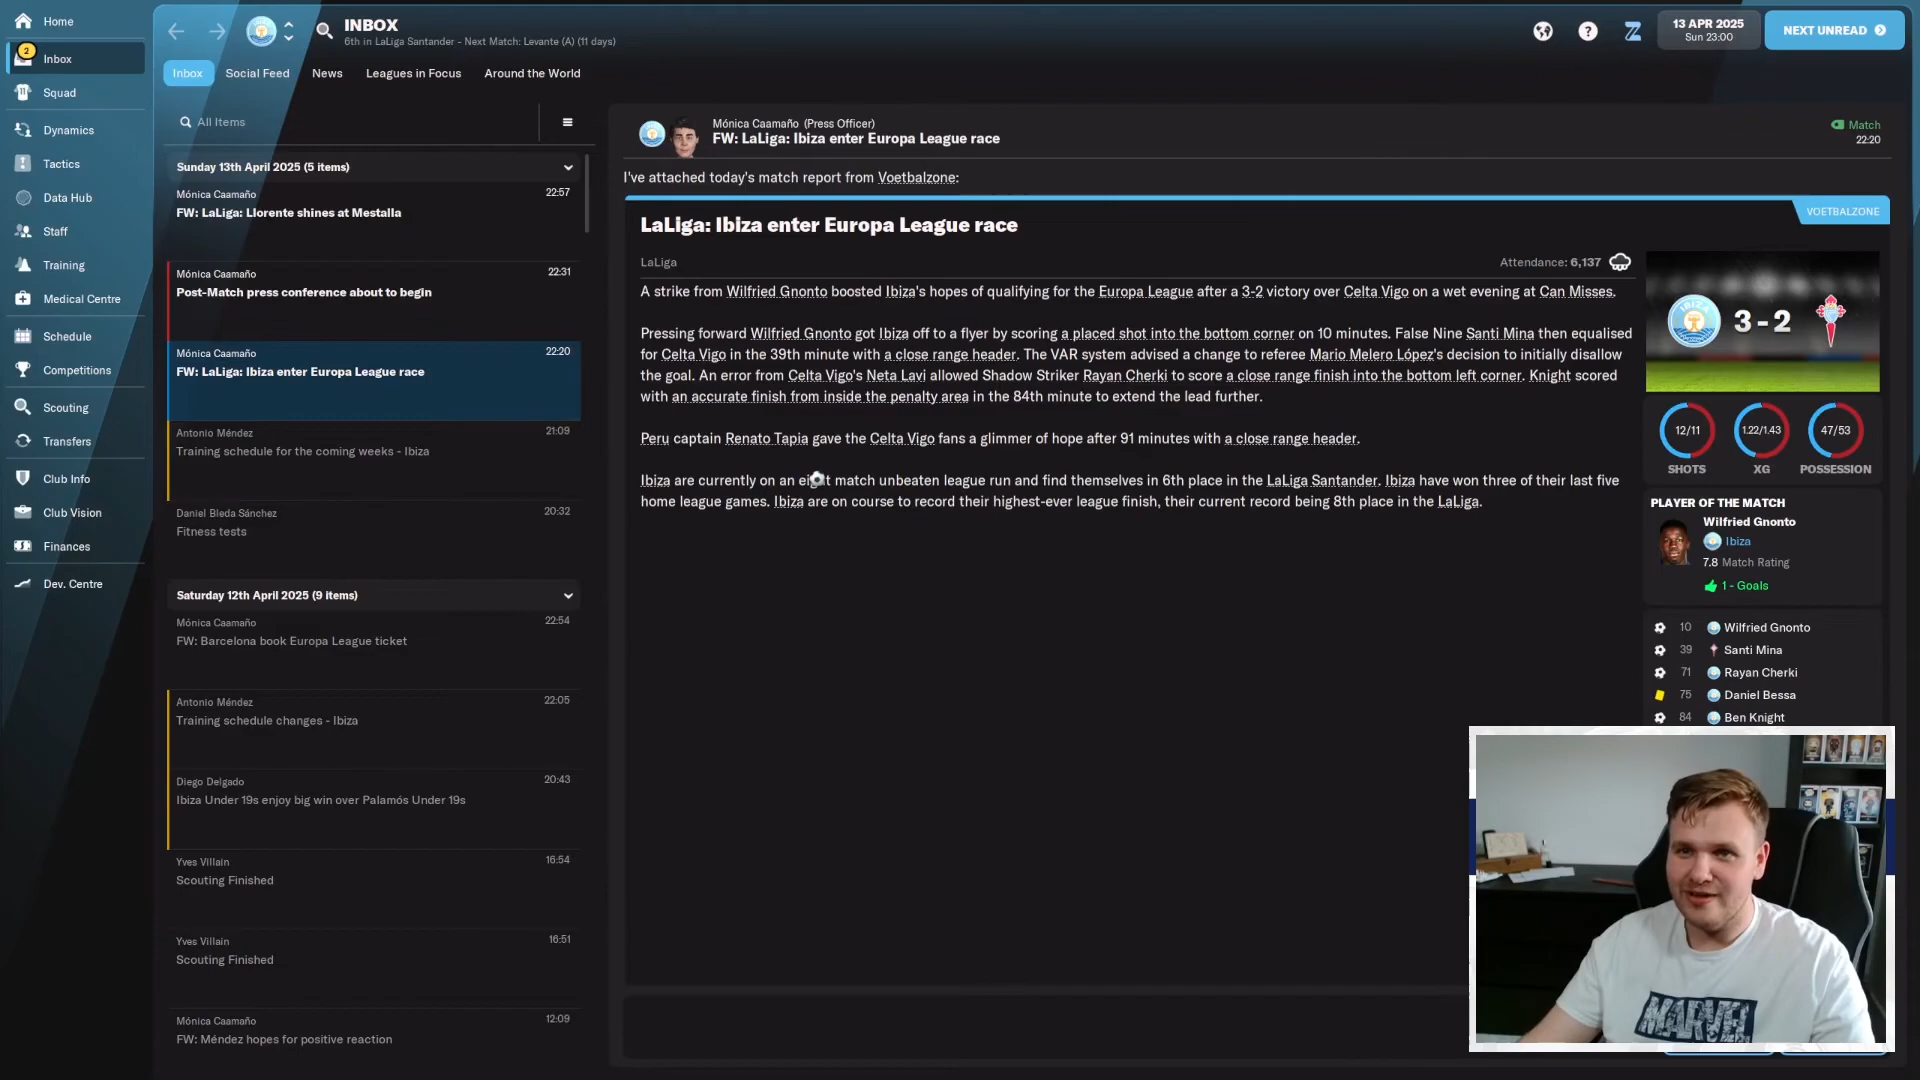 Home
2
Inbox
Squad
Dynamics
Tactics
Data Hub
Staff
Training
Medical Centre
Schedule
Competitions
Scouting
Transfers
Club Info
Club Vision
Finances
Dev. Centre
INBOX
6th in LaLiga Santander - Next Match: Levante (A) (11 days)
13 APR 2025
Sun 23:00
NEXT UNREAD
Inbox
Social Feed
News
Leagues in Focus
Around the World
All Items
Sunday 13th April 2025 (5 items)
Mónica Caamaño 22:57
FW: LaLiga: Llorente shines at Mestalla
Mónica Caamaño 22:31
Post-Match press conference about to begin
Mónica Caamaño 22:20
FW: LaLiga: Ibiza enter Europa League race
Antonio Méndez 21:09
Training schedule for the coming weeks - Ibiza
Daniel Bleda Sánchez 20:32
Fitness tests
Saturday 12th April 2025 (9 items)
Mónica Caamaño 22:54
FW: Barcelona book Europa League ticket
Antonio Méndez 22:05
Training schedule changes - Ibiza
Diego Delgado 20:43
Ibiza Under 19s enjoy big win over Palamós Under 19s
Yves Villain 16:54
Scouting Finished
Yves Villain 16:51
Scouting Finished
Mónica Caamaño 12:09
FW: Méndez hopes for positive reaction
Mónica Caamaño (Press Officer)
FW: LaLiga: Ibiza enter Europa League race
Match
22:20
I've attached today's match report from Voetbalzone:
VOETBALZONE
LaLiga: Ibiza enter Europa League race
LaLiga
Attendance: 6,137
A strike from Wilfried Gnonto boosted Ibiza's hopes of qualifying for the Europa League after a 3-2 victory over Celta Vigo on a wet evening at Can Misses.
Pressing forward Wilfried Gnonto got Ibiza off to a flyer by scoring a placed shot into the bottom corner on 10 minutes. False Nine Santi Mina then equalised
for Celta Vigo in the 39th minute with a close range header. The VAR system advised a change to referee Mario Melero López's decision to initially disallow
the goal. An error from Celta Vigo's Neta Lavi allowed Shadow Striker Rayan Cherki to score a close range finish into the bottom left corner. Knight scored
with an accurate finish from inside the penalty area in the 84th minute to extend the lead further.
Peru captain Renato Tapia gave the Celta Vigo fans a glimmer of hope after 91 minutes with a close range header.
Ibiza are currently on an eight match unbeaten league run and find themselves in 6th place in the LaLiga Santander. Ibiza have won three of their last five
home league games. Ibiza are on course to record their highest-ever league finish, their current record being 8th place in the LaLiga.
3 - 2
12/11
1.22/1.43
47/53
SHOTS
XG
POSSESSION
PLAYER OF THE MATCH
Wilfried Gnonto
Ibiza
7.8 Match Rating
1 - Goals
10 Wilfried Gnonto
39 Santi Mina
71 Rayan Cherki
75 Daniel Bessa
84 Ben Knight
MARVEL